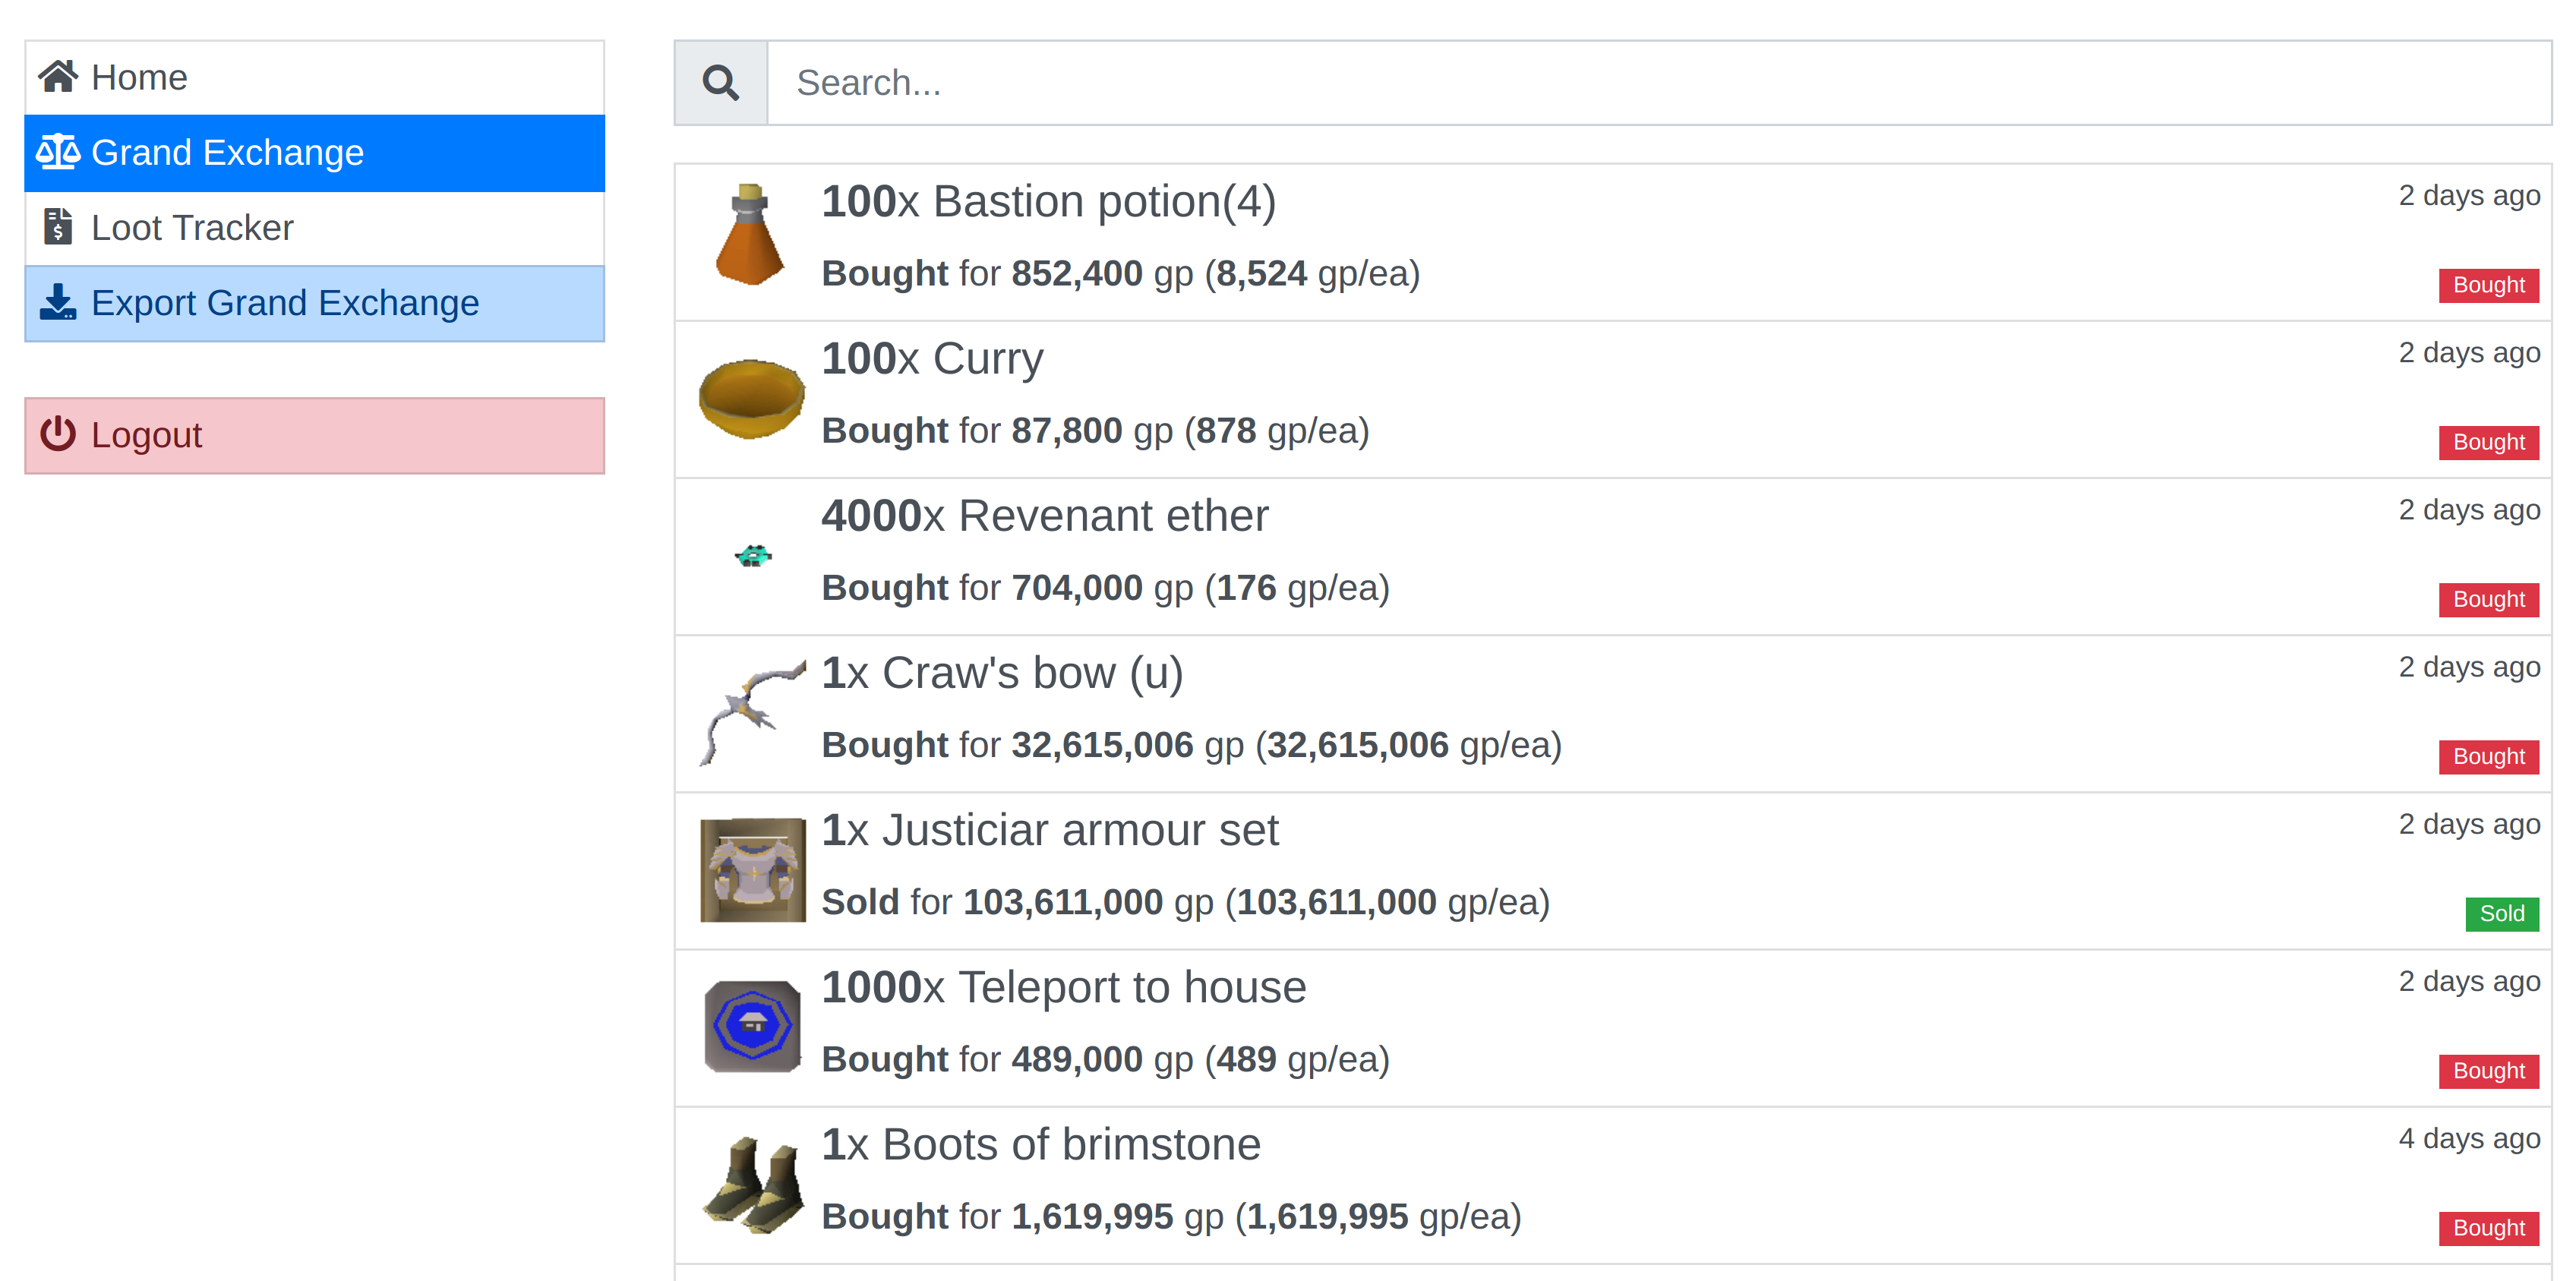 Home
Grand Exchange
Loot Tracker
Export Grand Exchange
Logout
Search...
100x Bastion potion(4)
2 days ago
Bought for 852,400 gp (8,524 gp/ea)
Bought
100x Curry
2 days ago
Bought for 87,800 gp (878 gp/ea)
Bought
4000x Revenant ether
2 days ago
Bought for 704,000 gp (176 gp/ea)
Bought
1x Craw's bow (u)
2 days ago
Bought for 32,615,006 gp (32,615,006 gp/ea)
Bought
1x Justiciar armour set
2 days ago
Sold for 103,611,000 gp (103,611,000 gp/ea)
Sold
1000x Teleport to house
2 days ago
Bought for 489,000 gp (489 gp/ea)
Bought
1x Boots of brimstone
4 days ago
Bought for 1,619,995 gp (1,619,995 gp/ea)
Bought